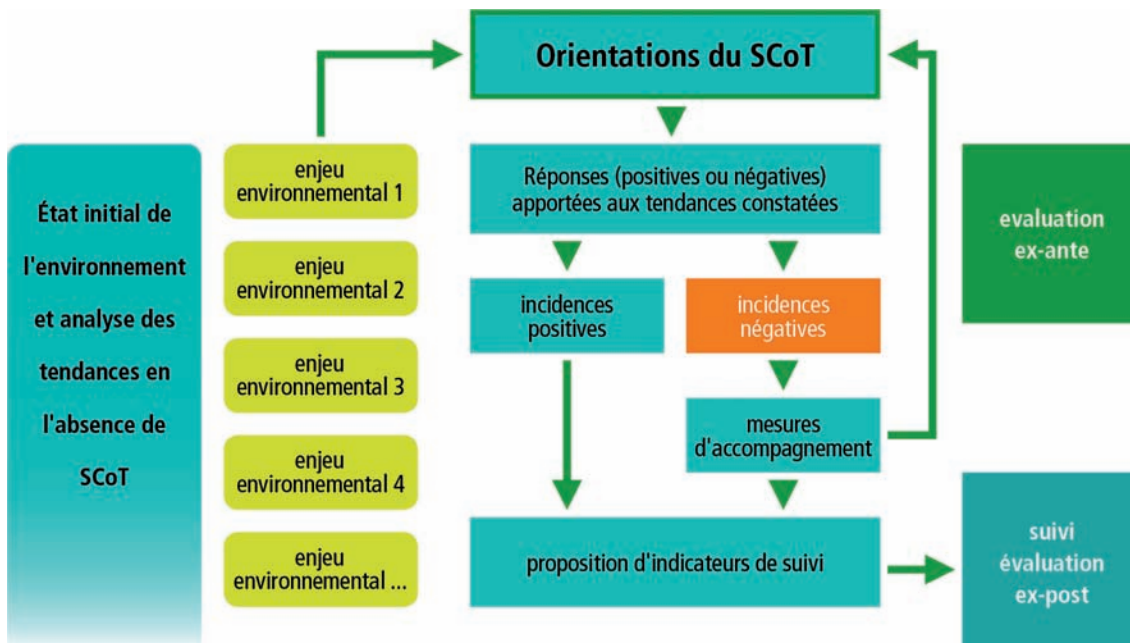 Orientations du SCoT
État initial de
l'environnement
et analyse des
tendances en
l'absence de
SCoT
enjeu
environnemental 1
enjeu
environnemental 2
enjeu
environnemental 3
enjeu
environnemental 4
enjeu
environnemental ...
Réponses (positives ou négatives)
apportées aux tendances constatées
incidences
positives
incidences
négatives
mesures
d'accompagnement
proposition d'indicateurs de suivi
evaluation
ex-ante
suivi
évaluation
ex-post